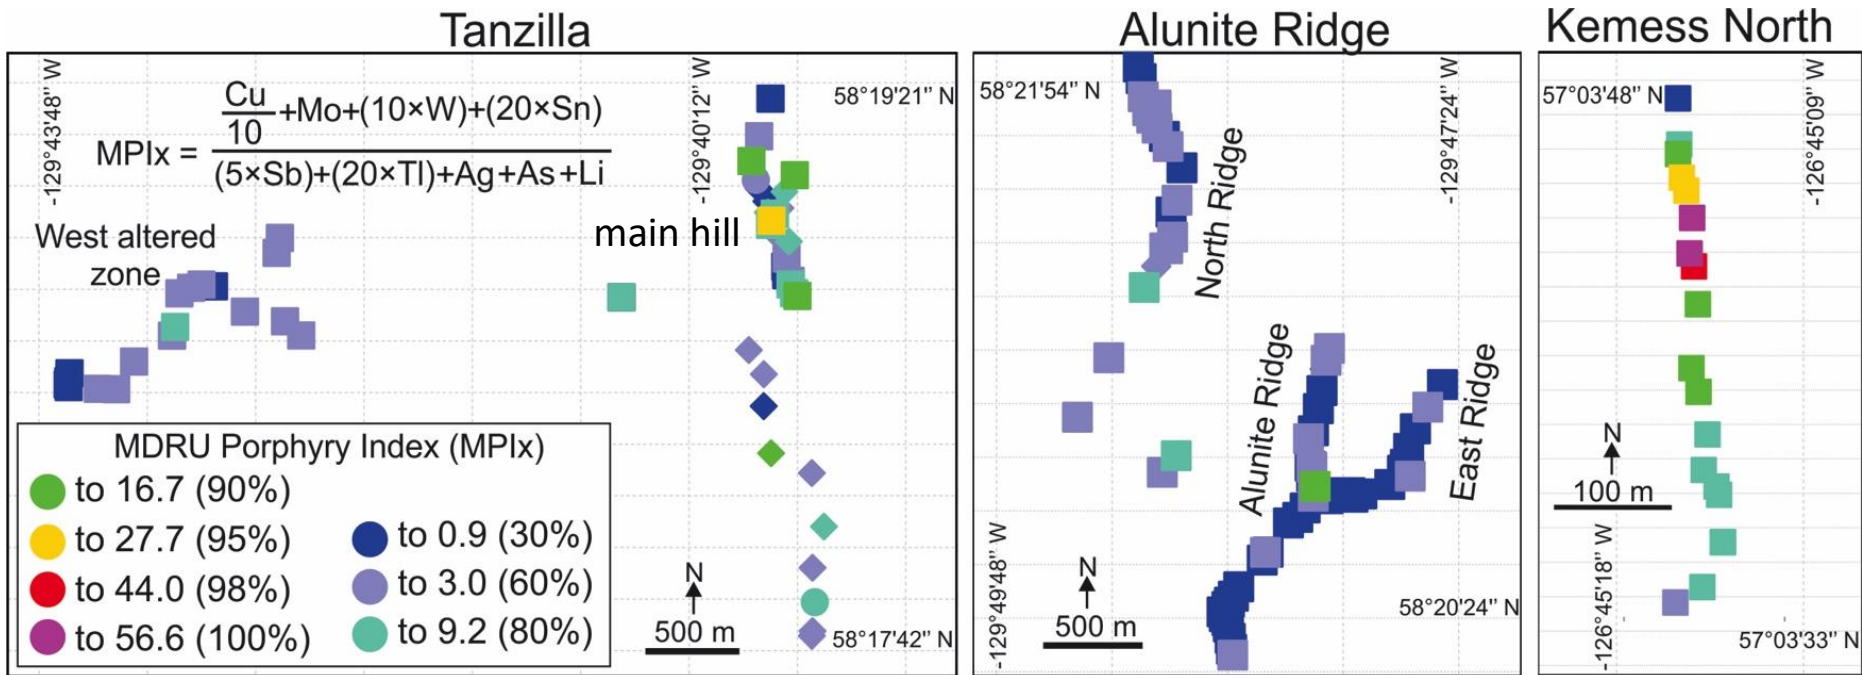 Tanzilla
Alunite Ridge
Kemess North
-129°43'48" W
MPIx =
Cu
10
+Mo+(10×W)+(20×Sn)
(5×Sb)+(20×Tl)+Ag+As+Li
-129°40'12" W
58°19'21" N
West altered
zone
main hill
MDRU Porphyry Index (MPIx)
to 16.7 (90%)
to 27.7 (95%)
to 44.0 (98%)
to 56.6 (100%)
to 0.9 (30%)
to 3.0 (60%)
to 9.2 (80%)
N
500 m
58°17'42" N
58°21'54" N
-129°47'24" W
North Ridge
Alunite Ridge
East Ridge
-129°49'48" W
N
500 m
58°20'24" N
57°03'48" N
-126°45'09" W
N
100 m
-126°45'18" W
57°03'33" N